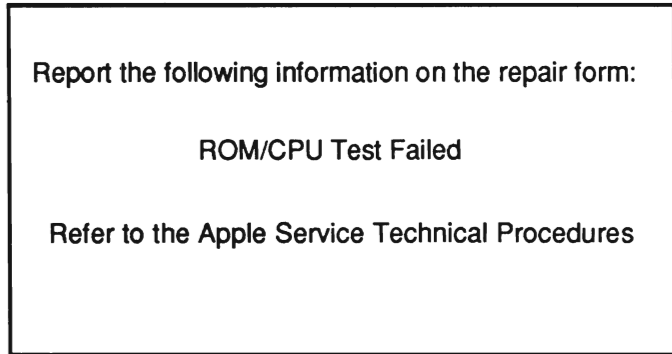 Report the following information on the repair form:
ROM/CPU Test Failed
Refer to the Apple Service Technical Procedures